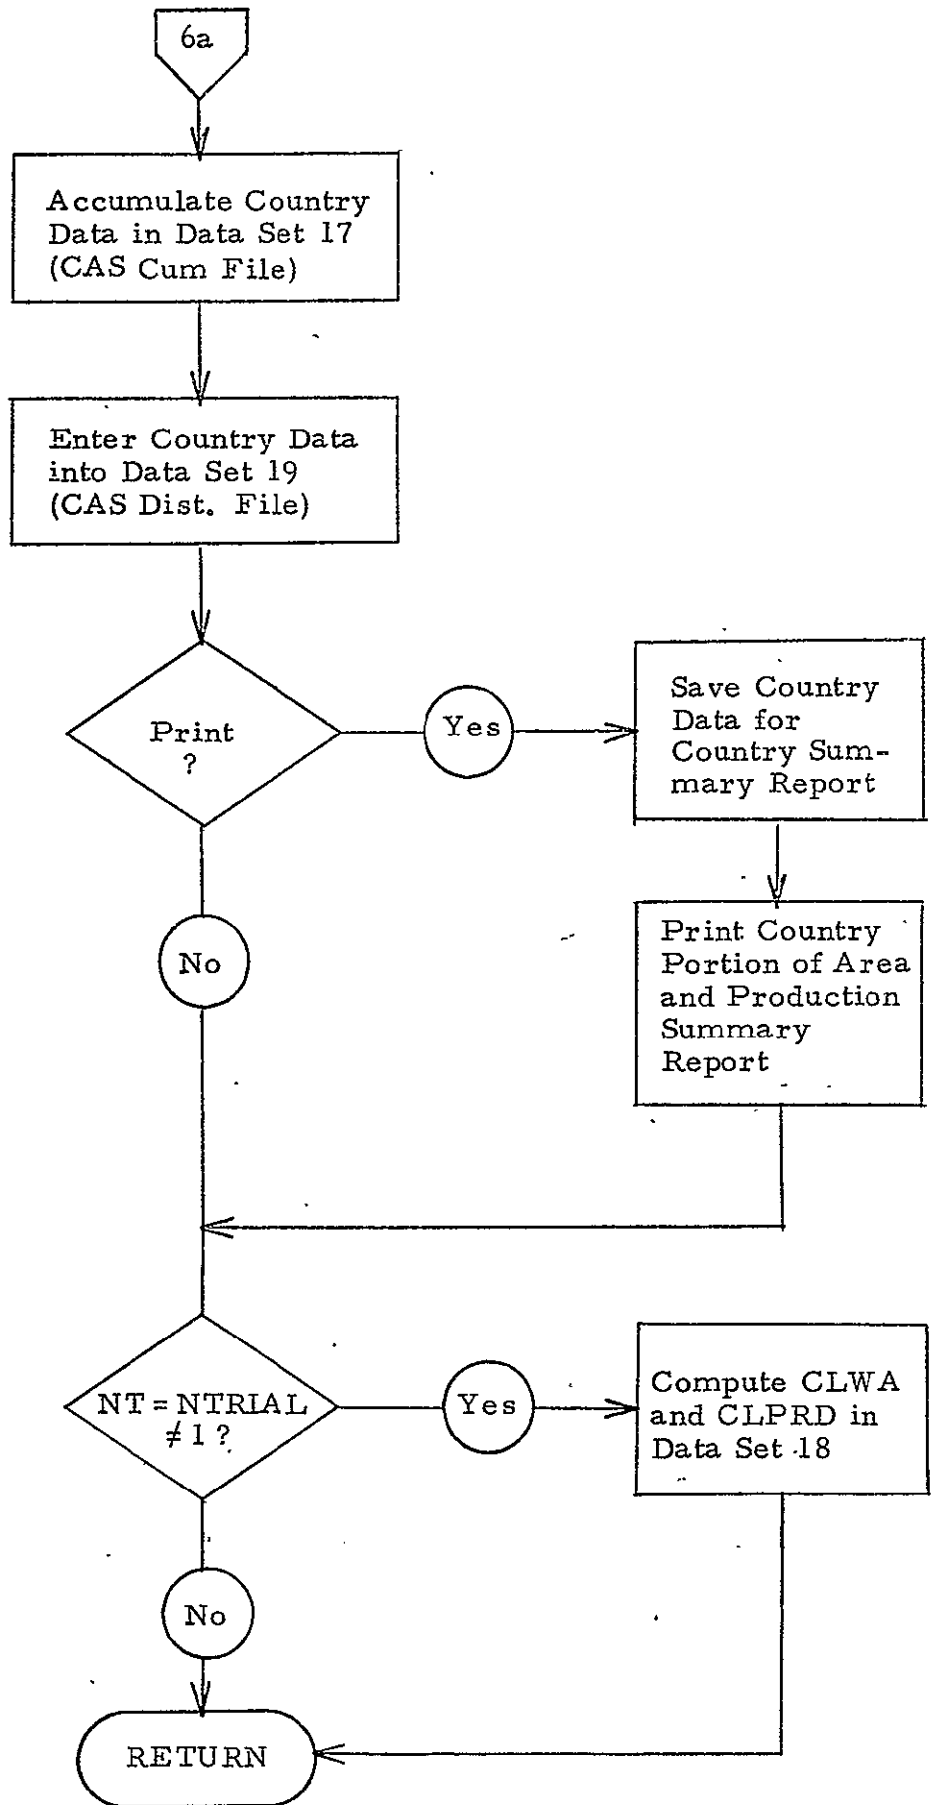 6a
Accumulate Country
Data in Data Set 17
(CAS Cum File)
Enter Country Data
into Data Set 19
(CAS Dist. File)
Print
?
Yes
Save Country
Data for
Country Sum-
mary Report
No
Print Country
Portion of Area
and Production
Summary
Report
NT = NTRIAL
≠ 1 ?
Yes
Compute CLWA
and CLPRD in
Data Set 18
No
RETURN